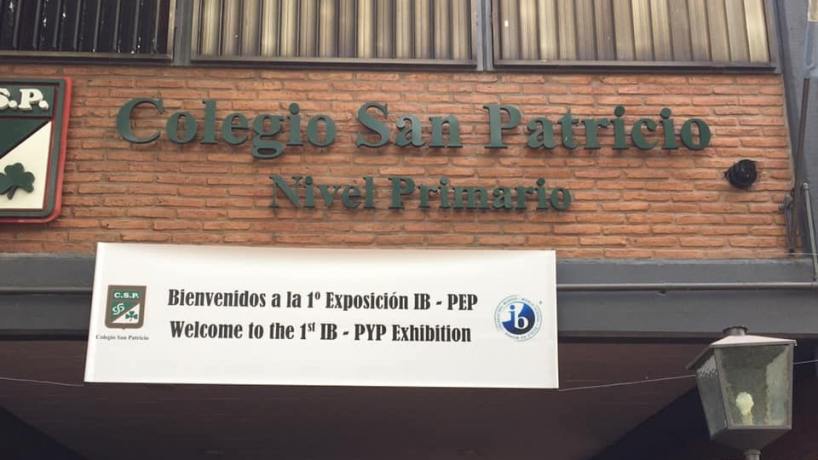 S.P.
Colegio San Patricio
Nivel Primario
C.S.P.
Colegio San Patricio
Bienvenidos a la 1º Exposición IB - PEP
Welcome to the 1st IB - PYP Exhibition
ib